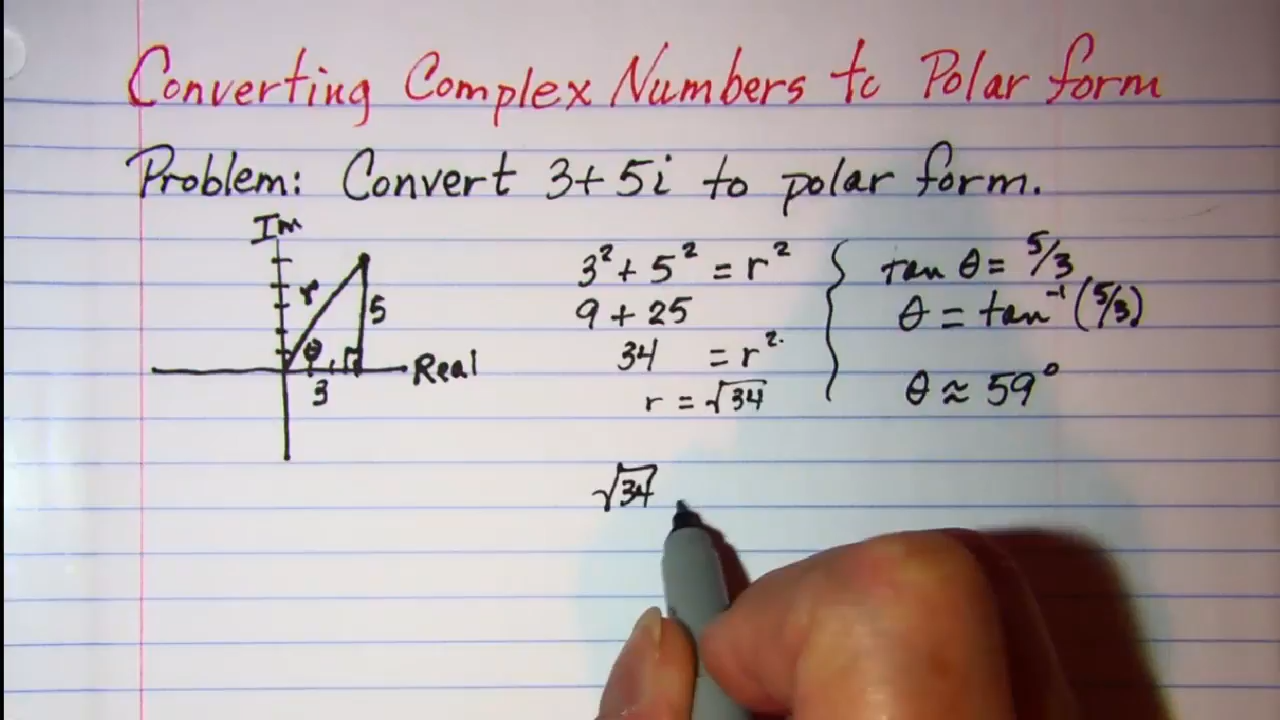 Converting Complex Numbers to Polar form
Problem: Convert 3+5i to polar form.
Im
r
5
θ
Real
3
3² + 5² = r²
9 + 25
34 = r²
r = √34
tan θ = 5/3
θ = tan⁻¹ (5/3)
θ ≈ 59°
√34